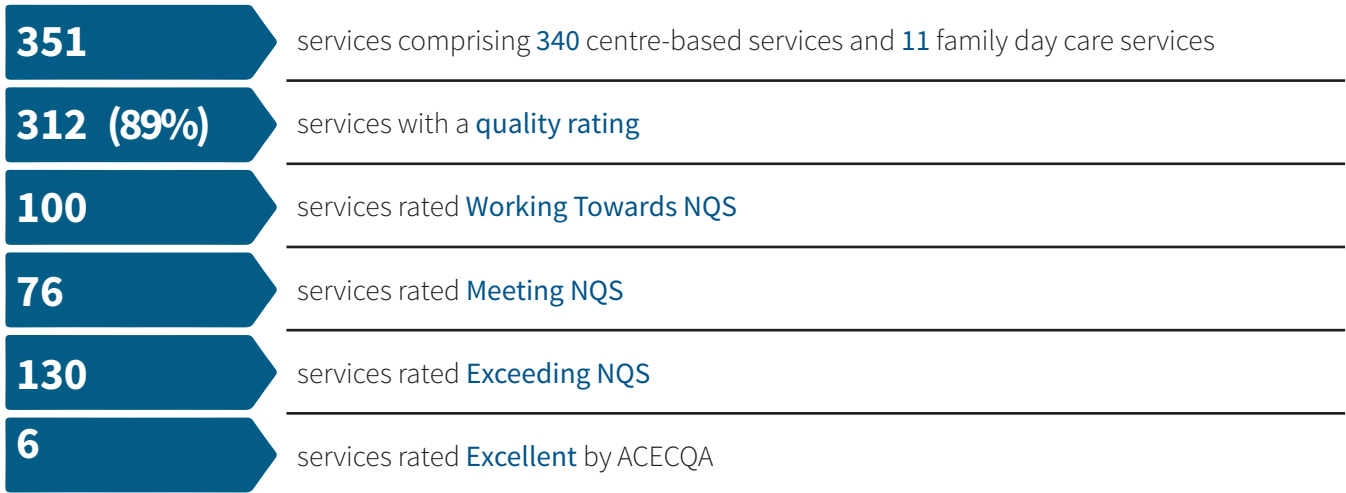 351 services comprising 340 centre-based services and 11 family day care services
312 (89%) services with a quality rating
100 services rated Working Towards NQS
76 services rated Meeting NQS
130 services rated Exceeding NQS
6 services rated Excellent by ACECQA